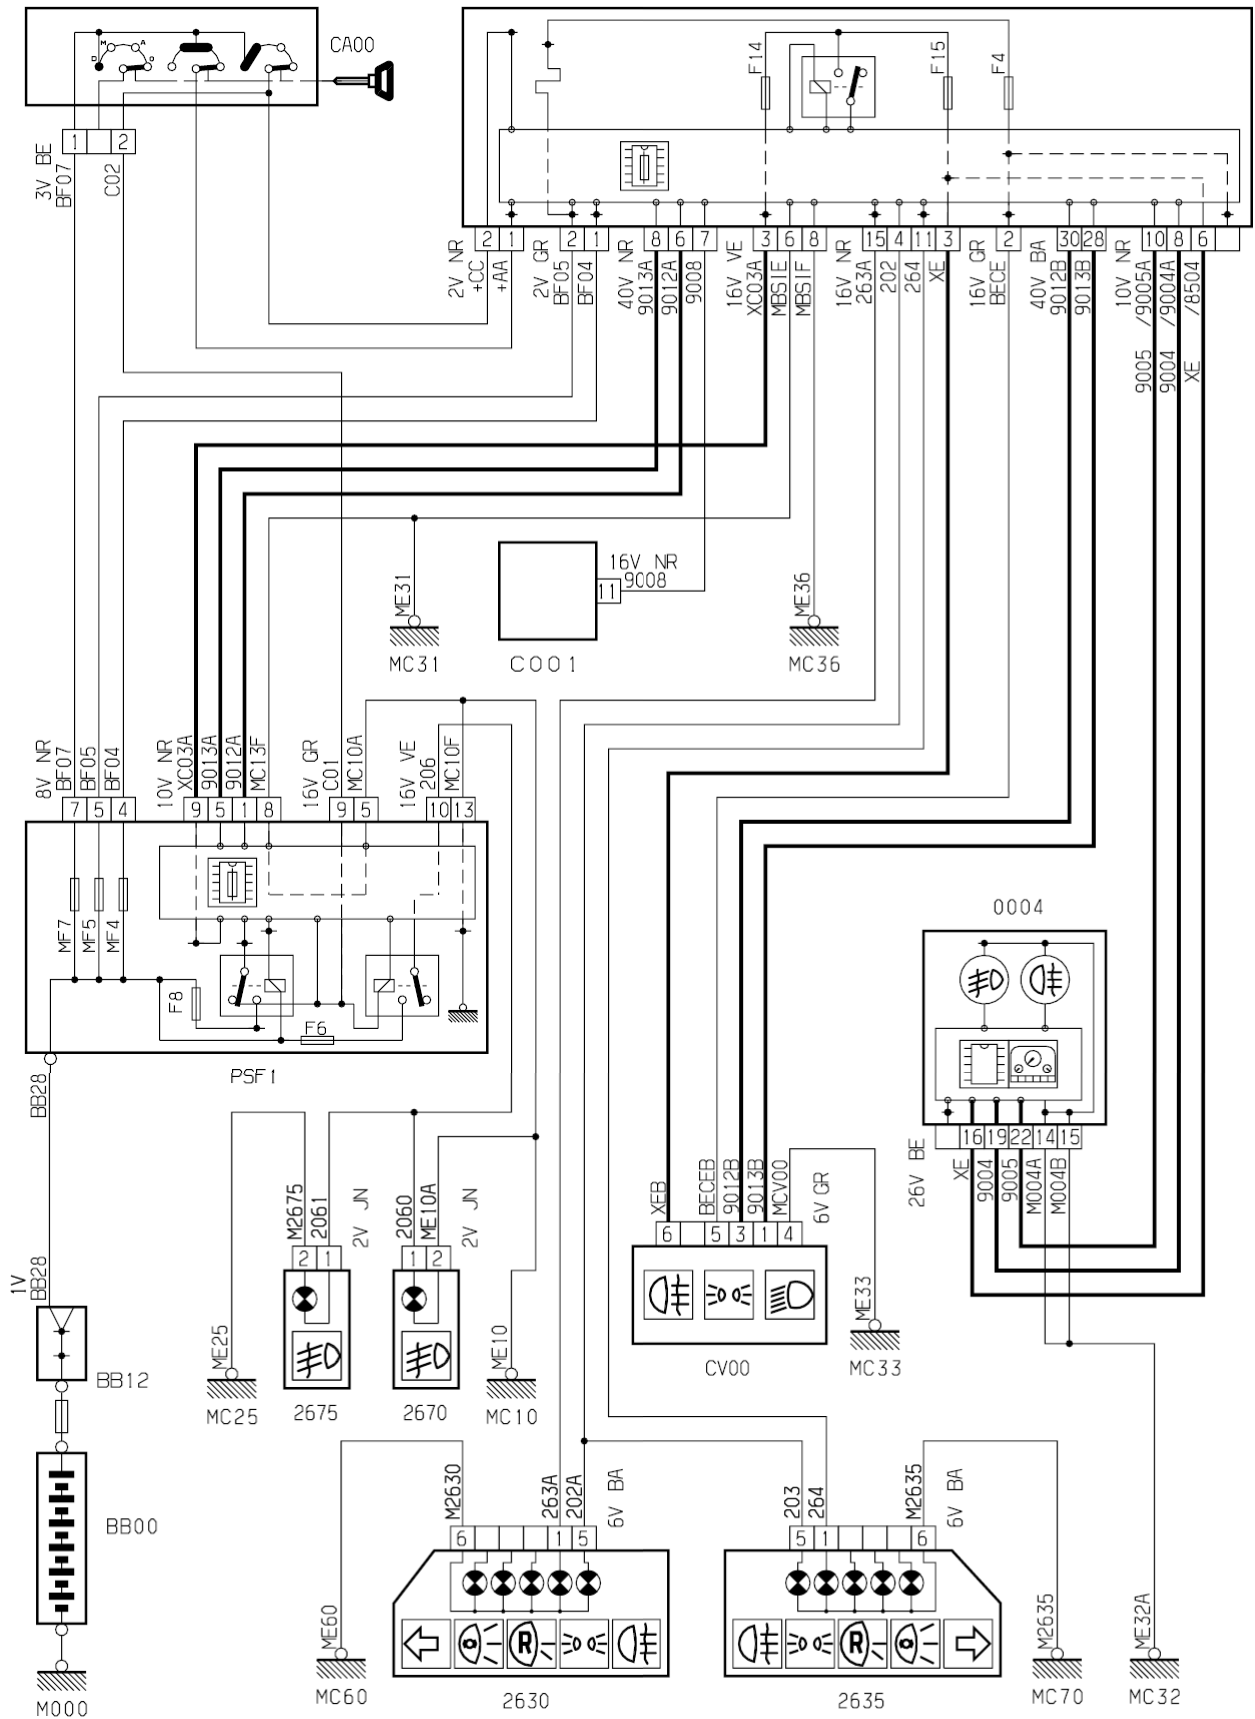 M A
D D
CA00
F14
F15
F4
1 2
3V BE
BF07
C02
2 1 2 1 8 6 7 3 6 8 15 4 11 3 2 30 28 10 8 6
2V NR
+CC
+AA
2V GR
BF05
BF04
40V NR
9013A
9012A
9008
16V VE
XC03A
MBS1E
MBS1F
16V NR
263A
202
264
XE
16V GR
BECE
40V BA
9012B
9013B
10V NR
/9005A
/9004A
/8504
9005
9004
XE
16V NR
9008
11
C001
ME31
MC31
ME36
MC36
8V NR
BF07
BF05
BF04
10V NR
XC03A
9013A
9012A
MC13F
16V GR
C01
MC10A
16V VE
206
MC10F
7 5 4 9 5 1 8 9 5 10 13
MF7
MF5
MF4
F8
F6
PSF1
0004
16 19 22 14 15
26V BE
XE
9004
9005
M004A
M004B
BB28
1V
BB28
BB12
BB00
M000
M2675
2061
2V JN
2 1
2060
ME10A
2V JN
1 2
ME25
MC25
2675
2670
ME10
MC10
XEB
BECEB
9012B
9013B
MCV00
6V GR
6 5 3 1 4
CV00
ME33
MC33
M2630
263A
202A
6V BA
6 1 5
203
264
M2635
6V BA
5 1 6
R
R
ME60
MC60
2630
2635
M2635
MC70
ME32A
MC32